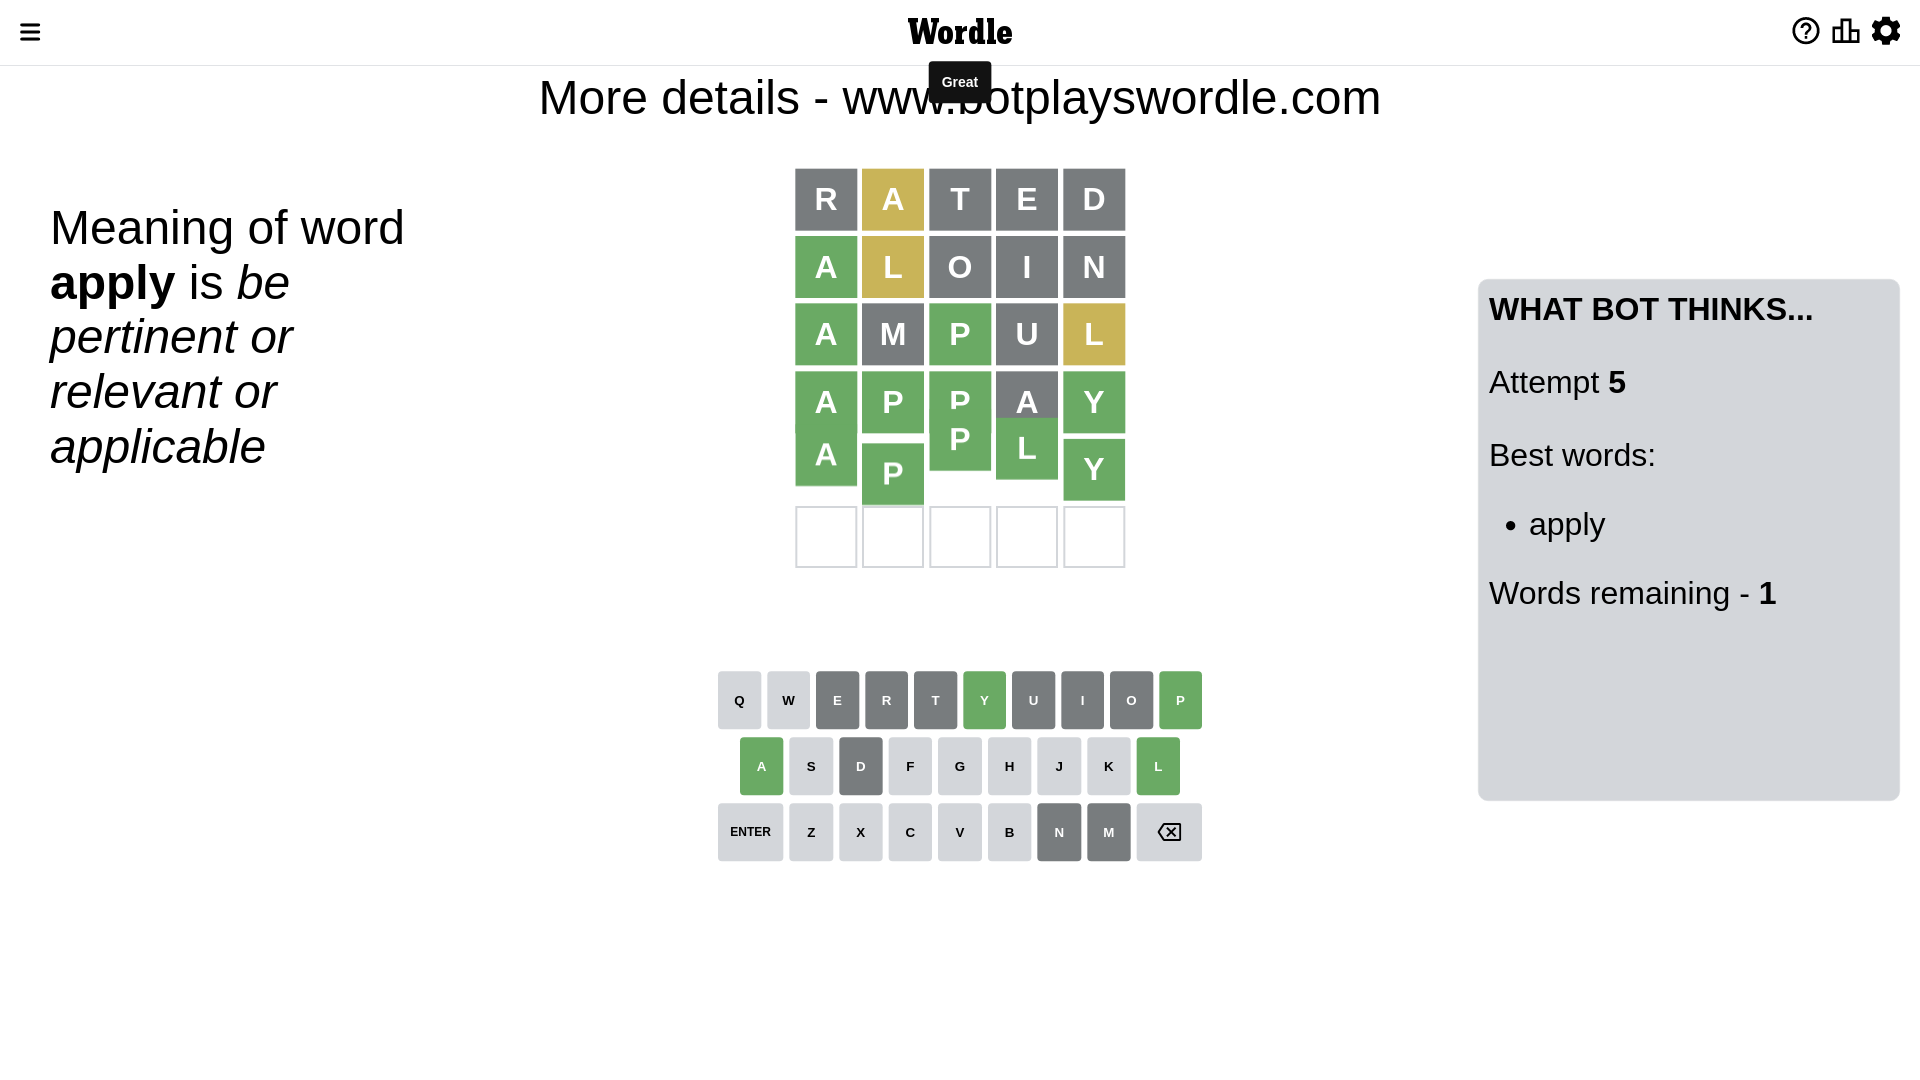 Wordle
Great
More details - www.botplayswordle.com
Meaning of word
apply is be
pertinent or
relevant or
applicable
R A T E D
A L O I N
A M P U L
A P P A Y
A P P L Y
WHAT BOT THINKS...
Attempt 5
Best words:
• apply
Words remaining - 1
Q W E R T Y U I O P
A S D F G H J K L
ENTER Z X C V B N M